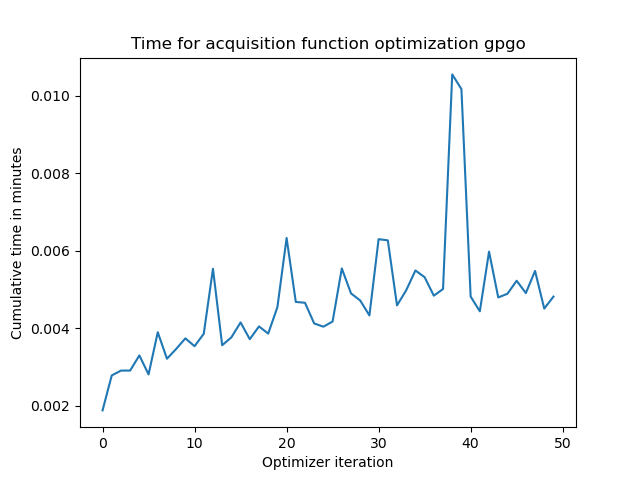 Time for acquisition function optimization gpgo
Cumulative time in minutes
0.010
0.008
0.006
0.004
0.002
0 10 20 30 40 50
Optimizer iteration